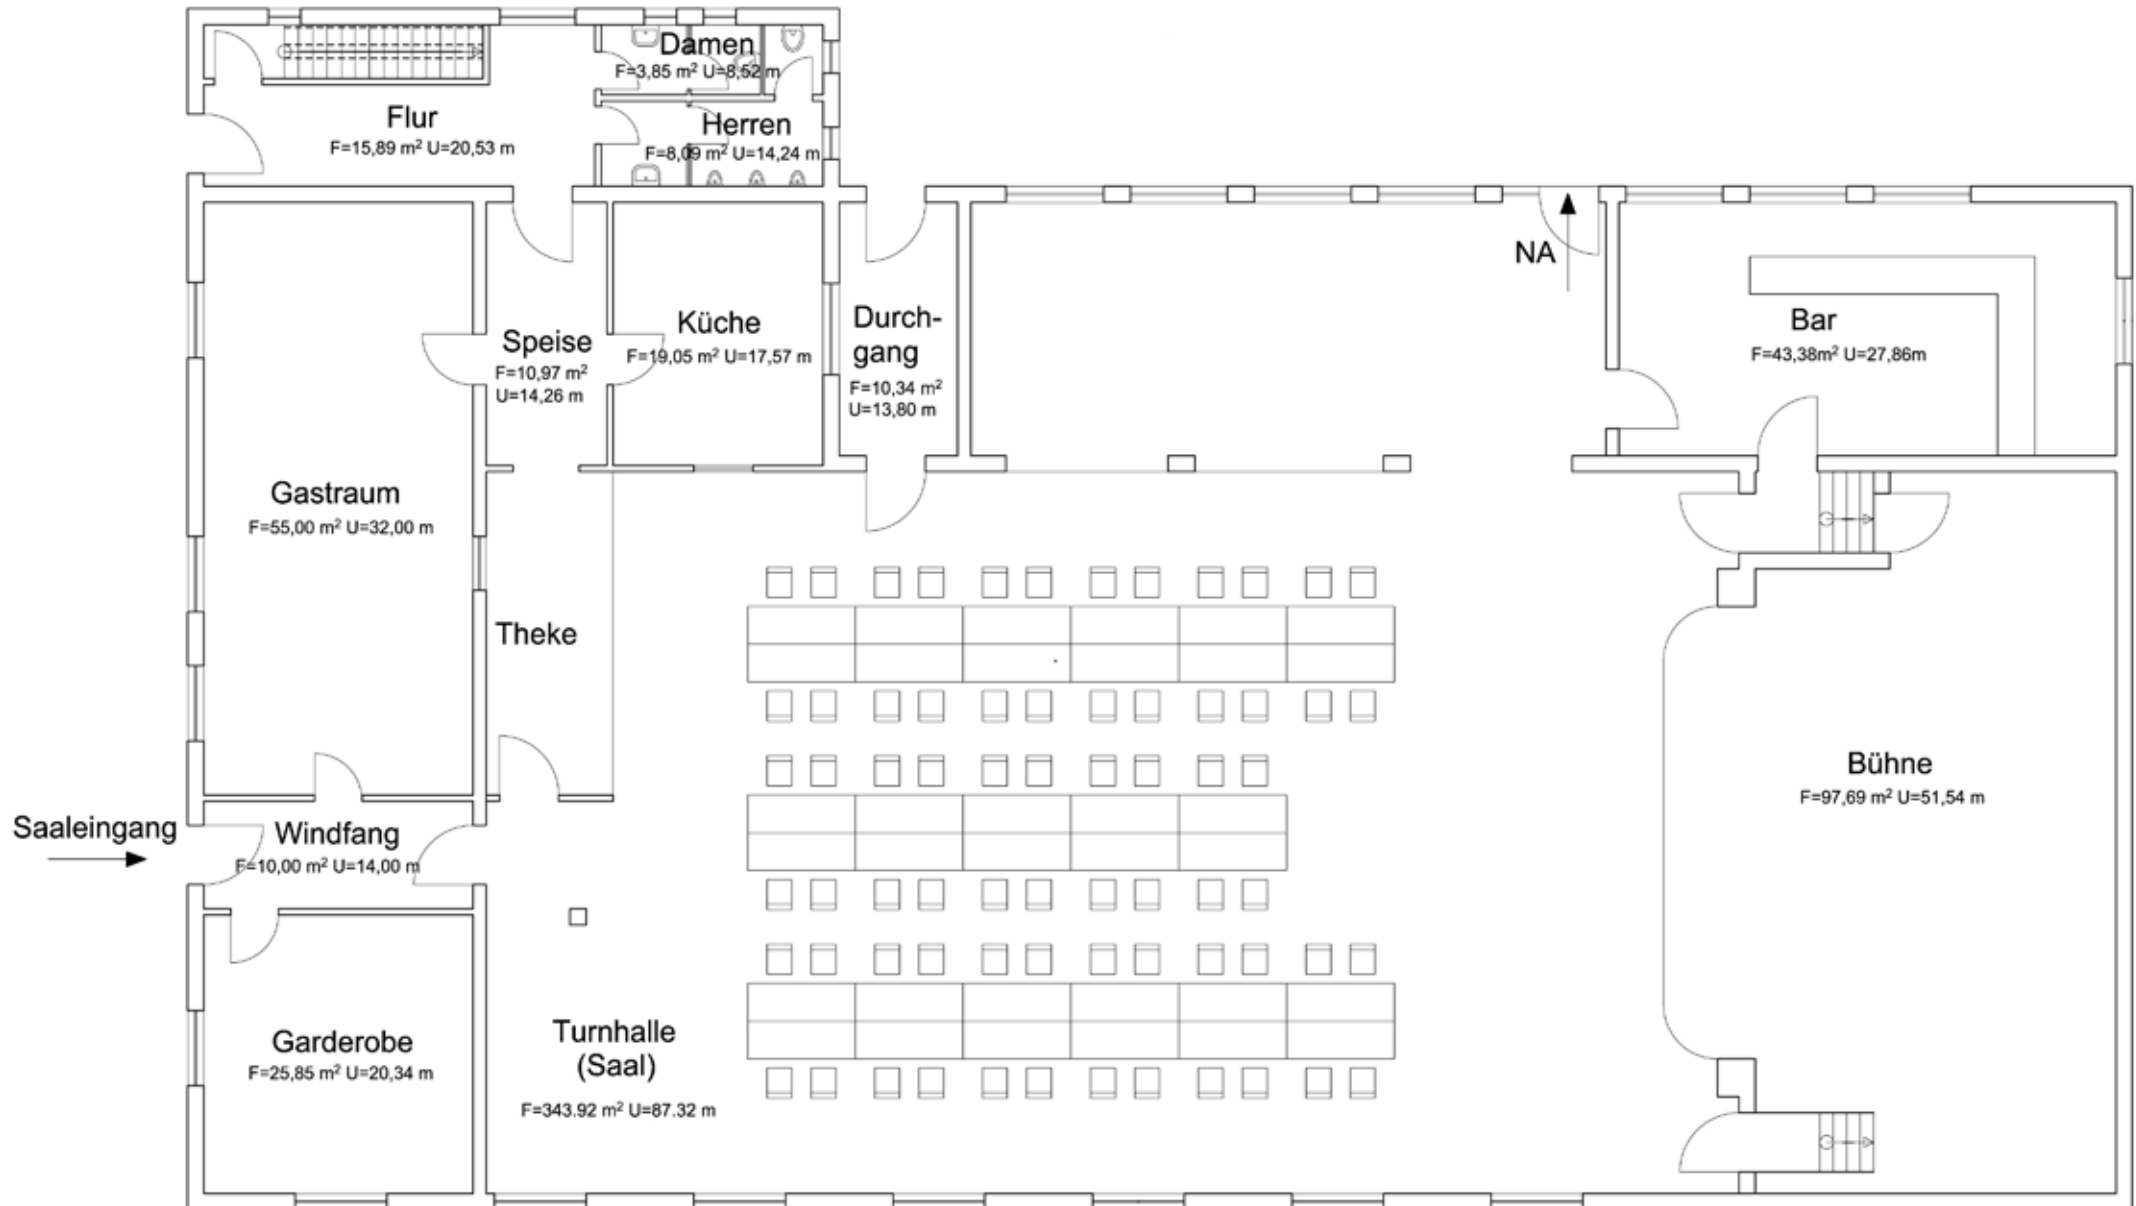 Damen
F=3,85 m² U=8,52 m
Flur
F=15,89 m² U=20,53 m
Herren
F=8,09 m² U=14,24 m
NA
Speise
F=10,97 m²
U=14,26 m
Küche
F=19,05 m² U=17,57 m
Durch-
gang
F=10,34 m²
U=13,80 m
Bar
F=43,38m² U=27,86m
Gastraum
F=55,00 m² U=32,00 m
Theke
Bühne
F=97,69 m² U=51,54 m
Saaleingang
Windfang
F=10,00 m² U=14,00 m
Garderobe
F=25,85 m² U=20,34 m
Turnhalle
(Saal)
F=343.92 m² U=87.32 m